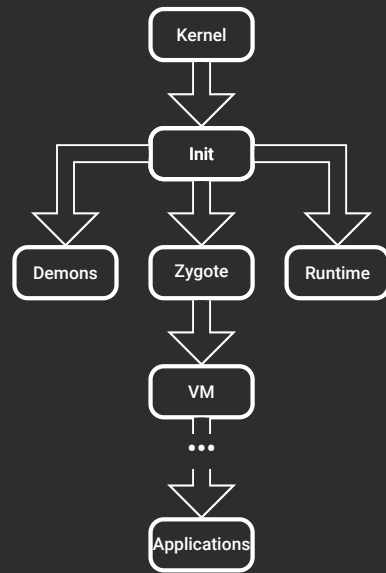 Kernel
Init
Demons
Zygote
Runtime
VM
...
Applications